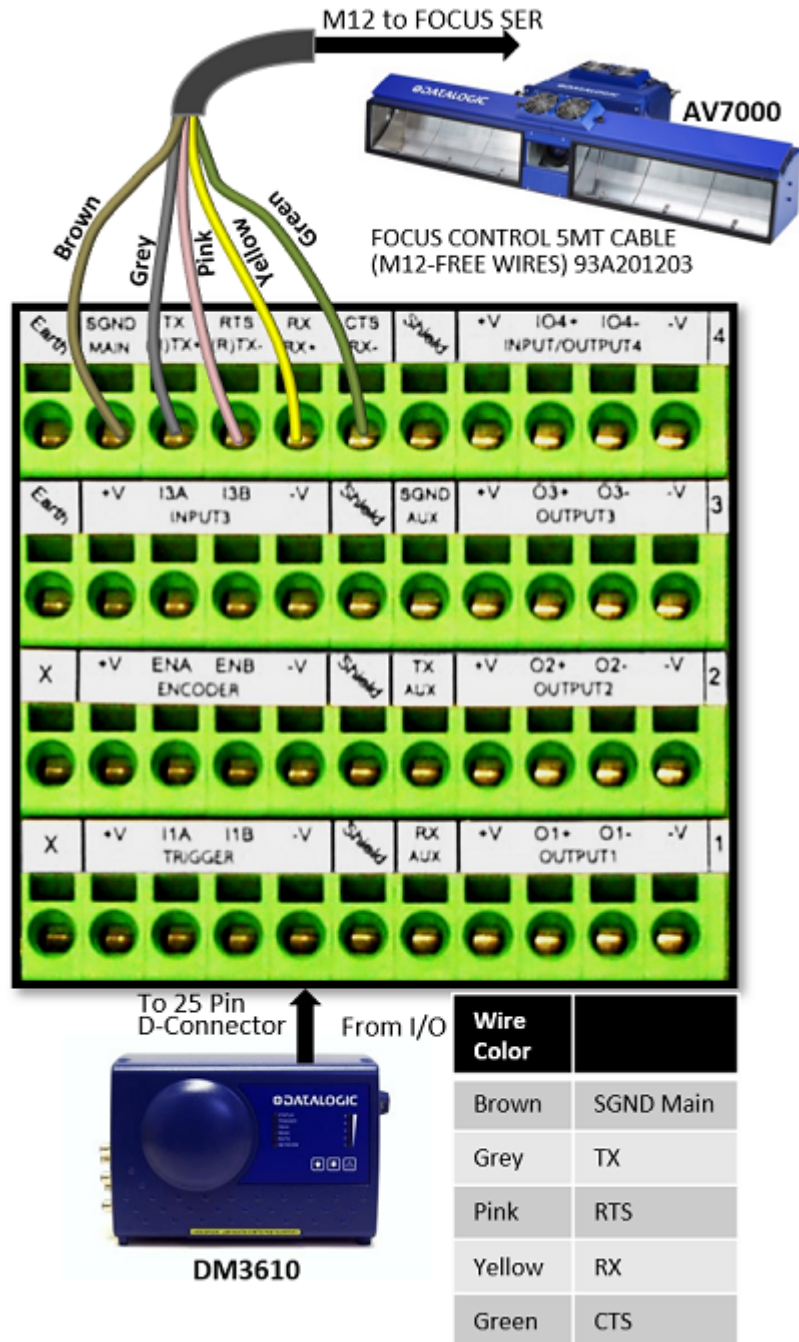 M12 to FOCUS SER
DATALOGIC
AV7000
Brown
Grey
Pink
Yellow
Green
FOCUS CONTROL 5MT CABLE
(M12-FREE WIRES) 93A201203
Earth SGND TX RTS RX CTS Shield +V IO4+ IO4- -V 4
MAIN )TX+ (R)TX- RX+ RX- INPUT/OUTPUT4
Earth +V I3A I3B -V Shield SGND +V O3+ O3- -V 3
INPUT3 AUX OUTPUT3
X +V ENA ENB -V Shield TX +V O2+ O2- -V 2
ENCODER AUX OUTPUT2
X +V I1A I1B -V Shield RX +V O1+ O1- -V 1
TRIGGER AUX OUTPUT1
To 25 Pin
D-Connector
From I/O
DATALOGIC
DM3610
Wire
Color
Brown SGND Main
Grey TX
Pink RTS
Yellow RX
Green CTS